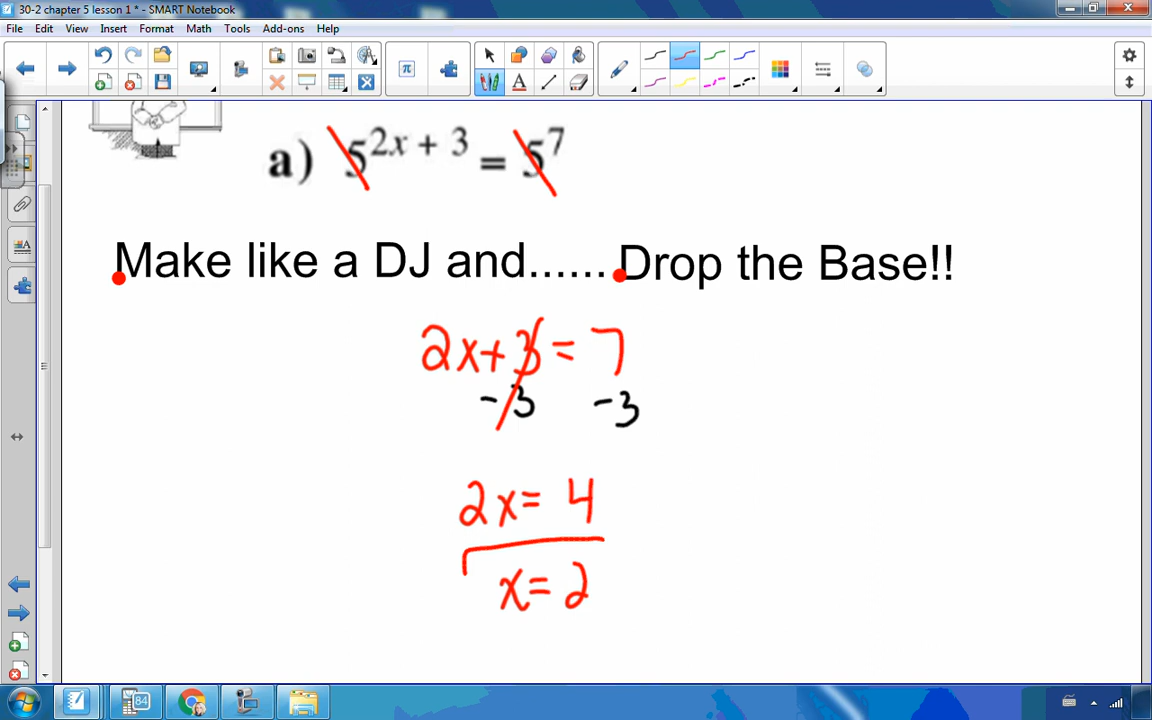 30-2 chapter 5 lesson 1 * - SMART Notebook
File Edit View Insert Format Math Tools Add-ons Help
π A
a) 5^{2x + 3} = 5^7
Make like a DJ and...... Drop the Base!!
2x+3=7
-3 -3
2x=4
x=2
84